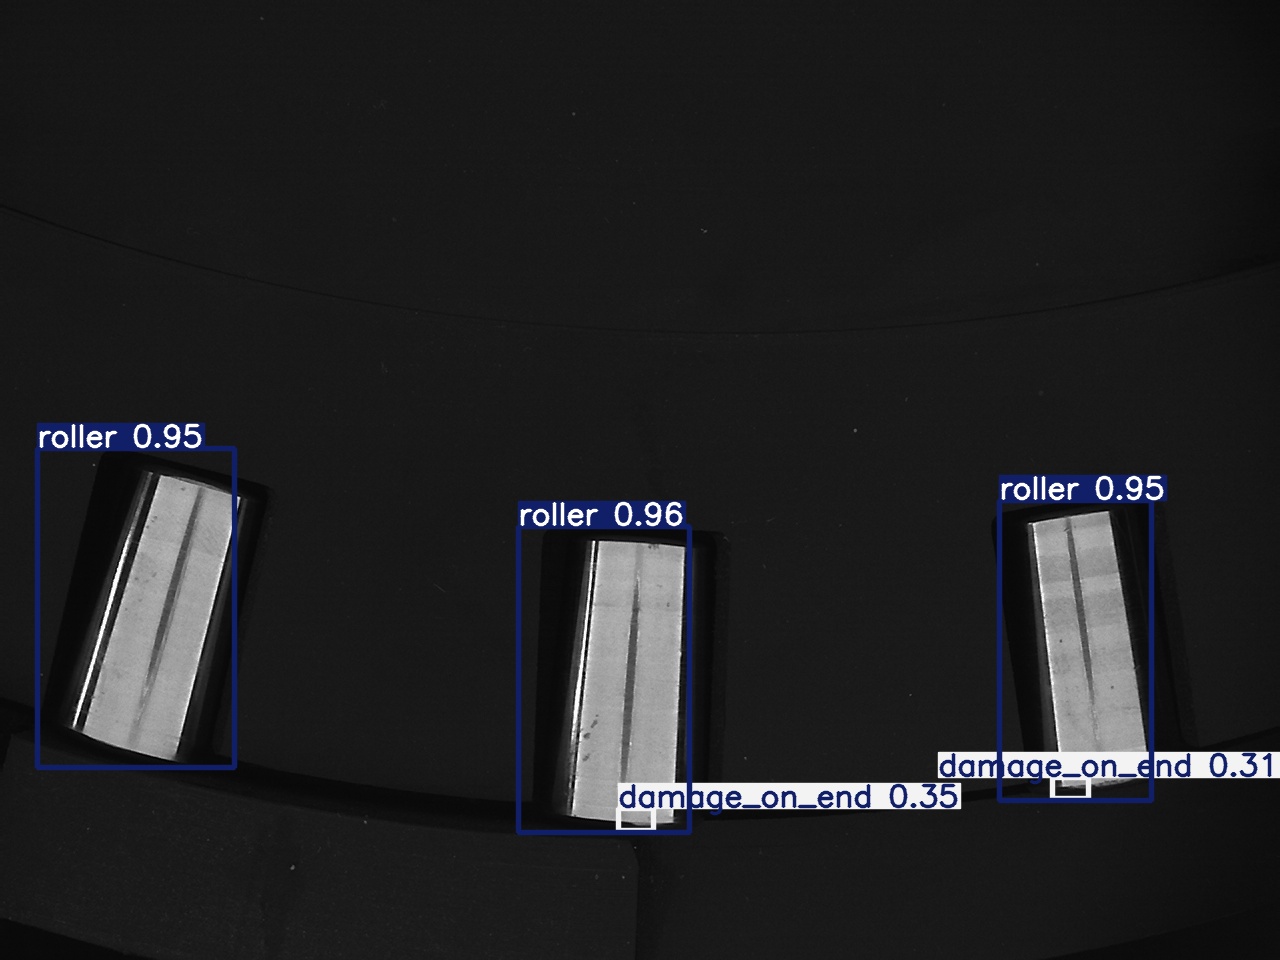 roller 0.95
roller 0.95
roller 0.96
damage_on_end 0.31
damage_on_end 0.35